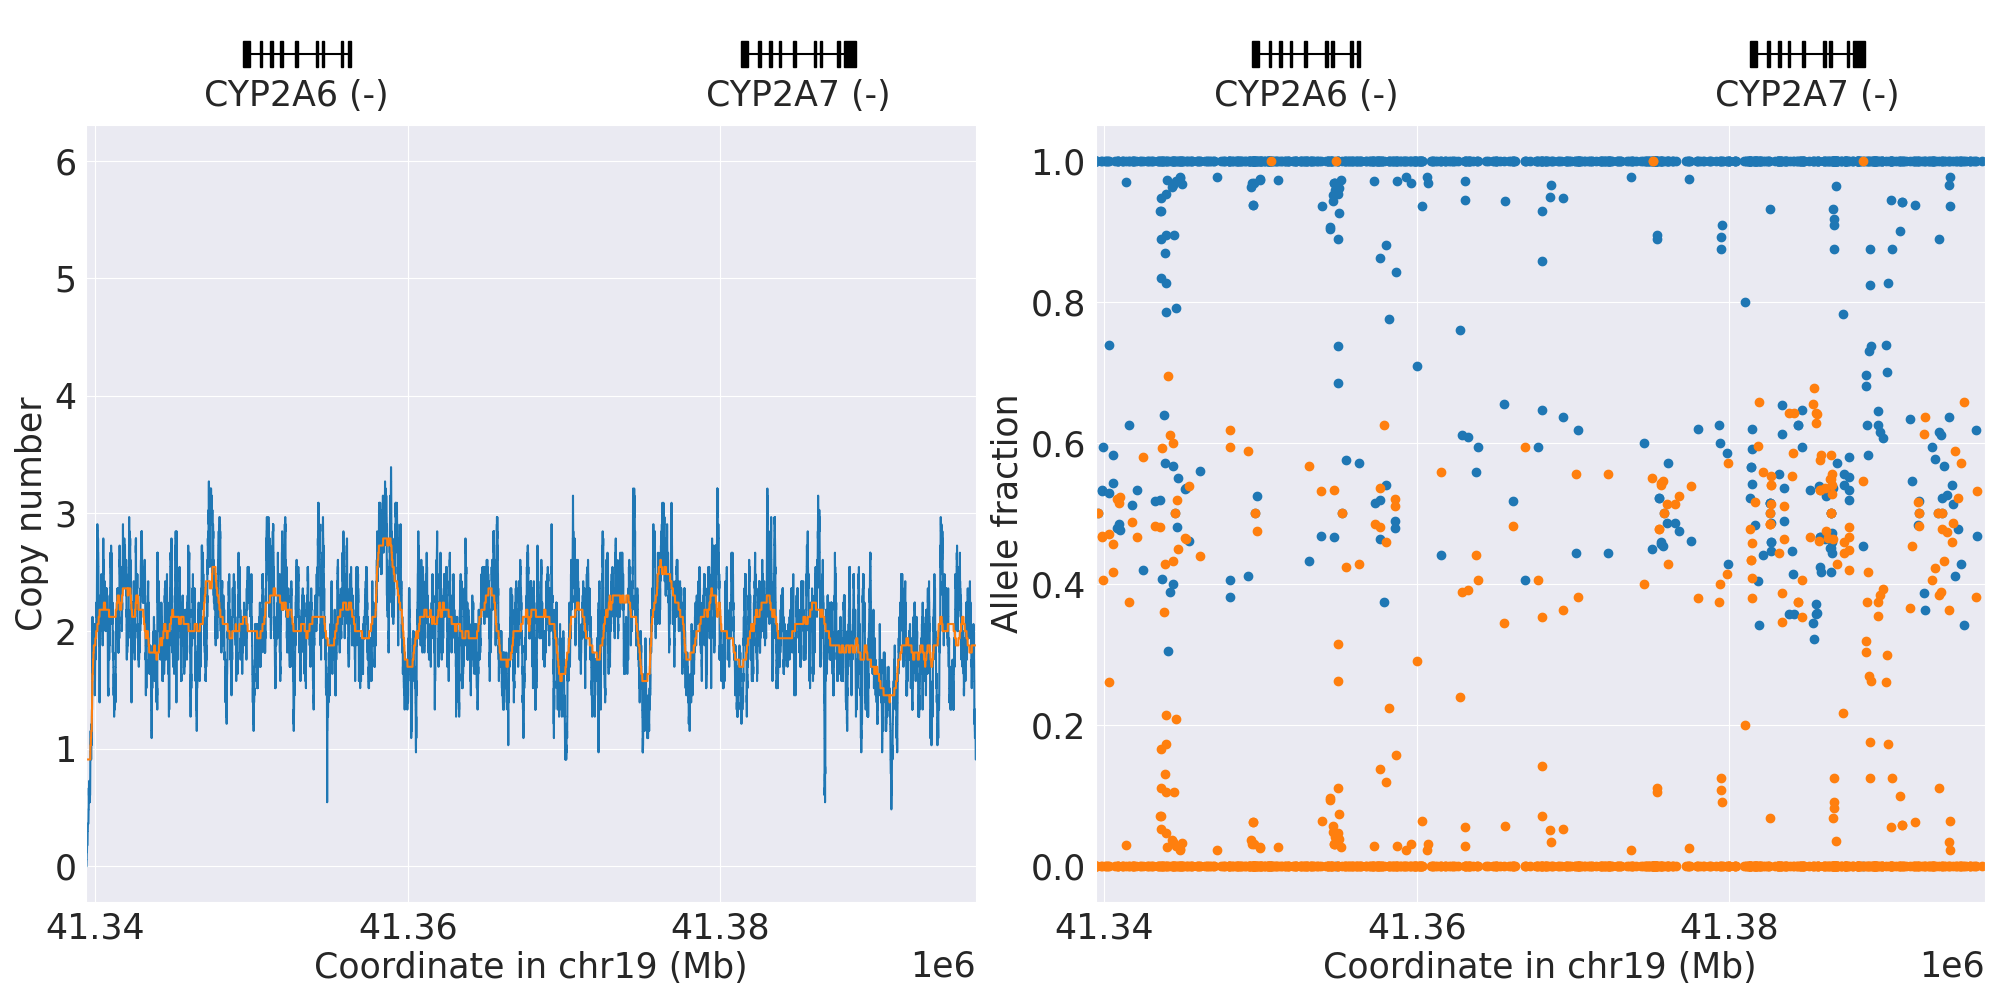 CYP2A6 (-)
CYP2A7 (-)
Copy number
6
5
4
3
2
1
0
41.34
41.36
41.38
Coordinate in chr19 (Mb)
1e6
CYP2A6 (-)
CYP2A7 (-)
Allele fraction
1.0
0.8
0.6
0.4
0.2
0.0
41.34
41.36
41.38
Coordinate in chr19 (Mb)
1e6